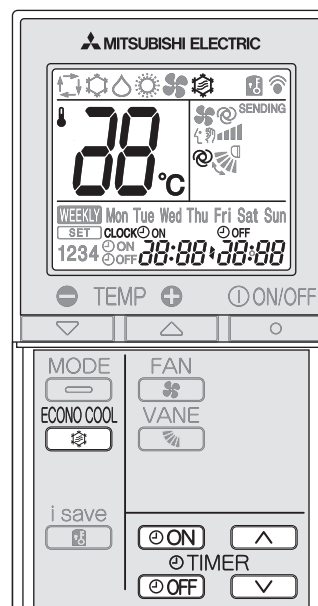 MITSUBISHI ELECTRIC
SENDING
88°C
WEEKLY Mon Tue Wed Thu Fri Sat Sun
SET CLOCK ON OFF
1234 ON OFF 88:88 88:88
TEMP ON/OFF
MODE FAN
ECONO COOL VANE
i save
ON
TIMER
OFF